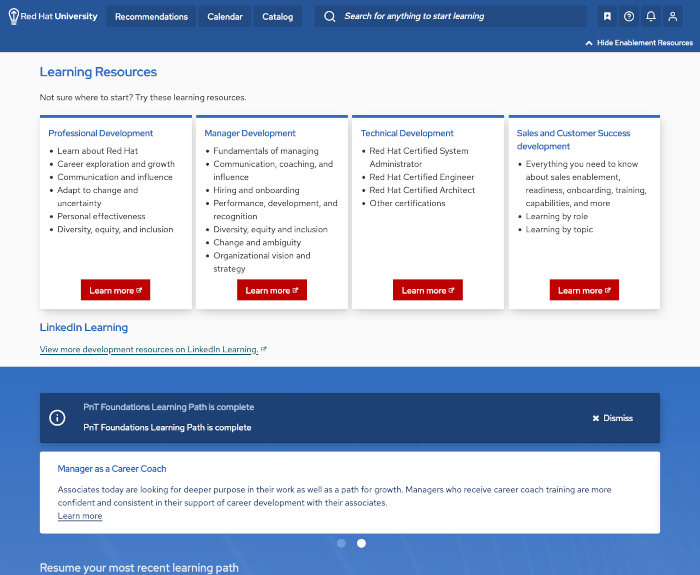 Red Hat University
Recommendations
Calendar
Catalog
Search for anything to start learning
Hide Enablement Resources
Learning Resources
Not sure where to start? Try these learning resources.
Professional Development
• Learn about Red Hat
• Career exploration and growth
• Communication and influence
• Adapt to change and
uncertainty
• Personal effectiveness
• Diversity, equity, and inclusion
Learn more
Manager Development
• Fundamentals of managing
• Communication, coaching, and
influence
• Hiring and onboarding
• Performance, development, and
recognition
• Diversity, equity and inclusion
• Change and ambiguity
• Organizational vision and
strategy
Learn more
Technical Development
• Red Hat Certified System
Administrator
• Red Hat Certified Engineer
• Red Hat Certified Architect
• Other certifications
Learn more
Sales and Customer Success
development
• Everything you need to know
about sales enablement,
readiness, onboarding, training,
capabilities, and more
• Learning by role
• Learning by topic
Learn more
LinkedIn Learning
View more development resources on LinkedIn Learning.
PnT Foundations Learning Path is complete
PnT Foundations Learning Path is complete
Dismiss
Manager as a Career Coach
Associates today are looking for deeper purpose in their work as well as a path for growth. Managers who receive career coach training are more
confident and consistent in their support of career development with their associates.
Learn more
Resume your most recent learning path